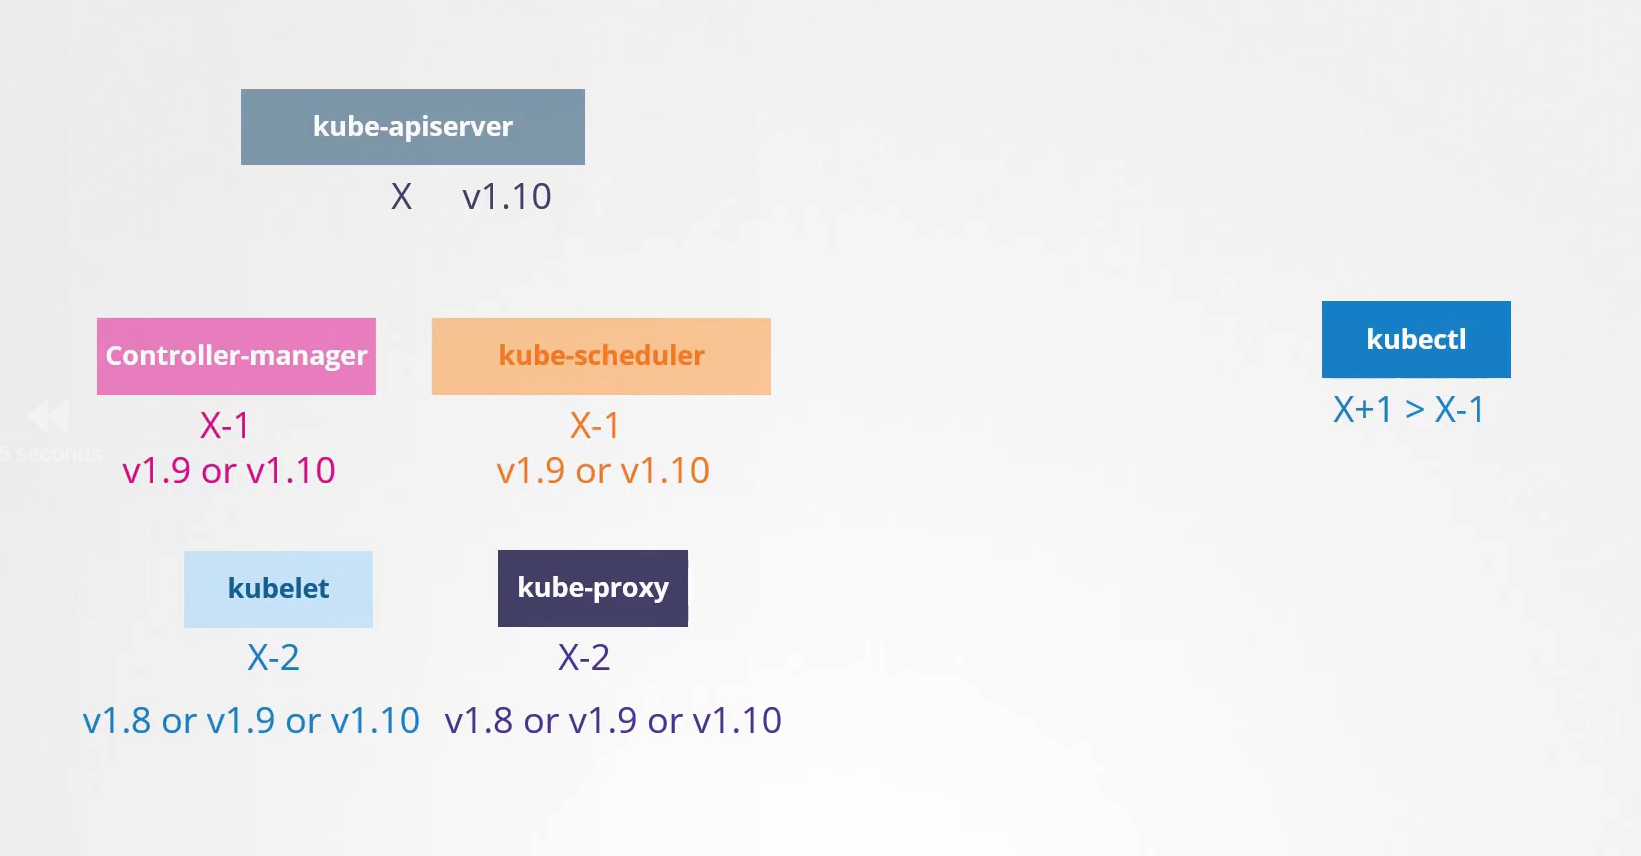 kube-apiserver
X v1.10
Controller-manager
kube-scheduler
kubectl
X-1
X-1
X+1 > X-1
v1.9 or v1.10
v1.9 or v1.10
5 seconds
kubelet
kube-proxy
X-2
X-2
v1.8 or v1.9 or v1.10
v1.8 or v1.9 or v1.10